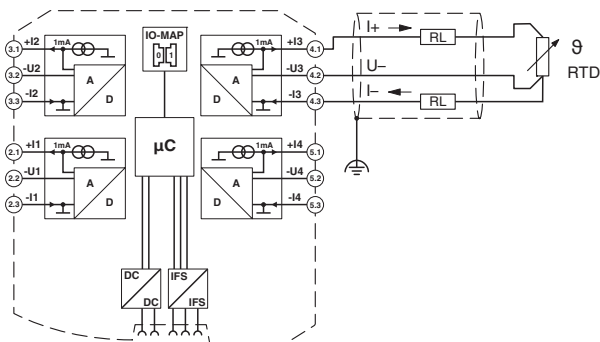 IO-MAP
0 1
3.1 +I2 1mA
3.2 -U2
3.3 -I2
A
D
1mA +I3 4.1
-U3 4.2
-I3 4.3
A
D
I+ RL
U–
I– RL
ϑ
RTD
2.1 +I1 1mA
2.2 -U1
2.3 -I1
A
D
µC
1mA +I4 5.1
-U4 5.2
-I4 5.3
A
D
DC
DC
IFS
IFS